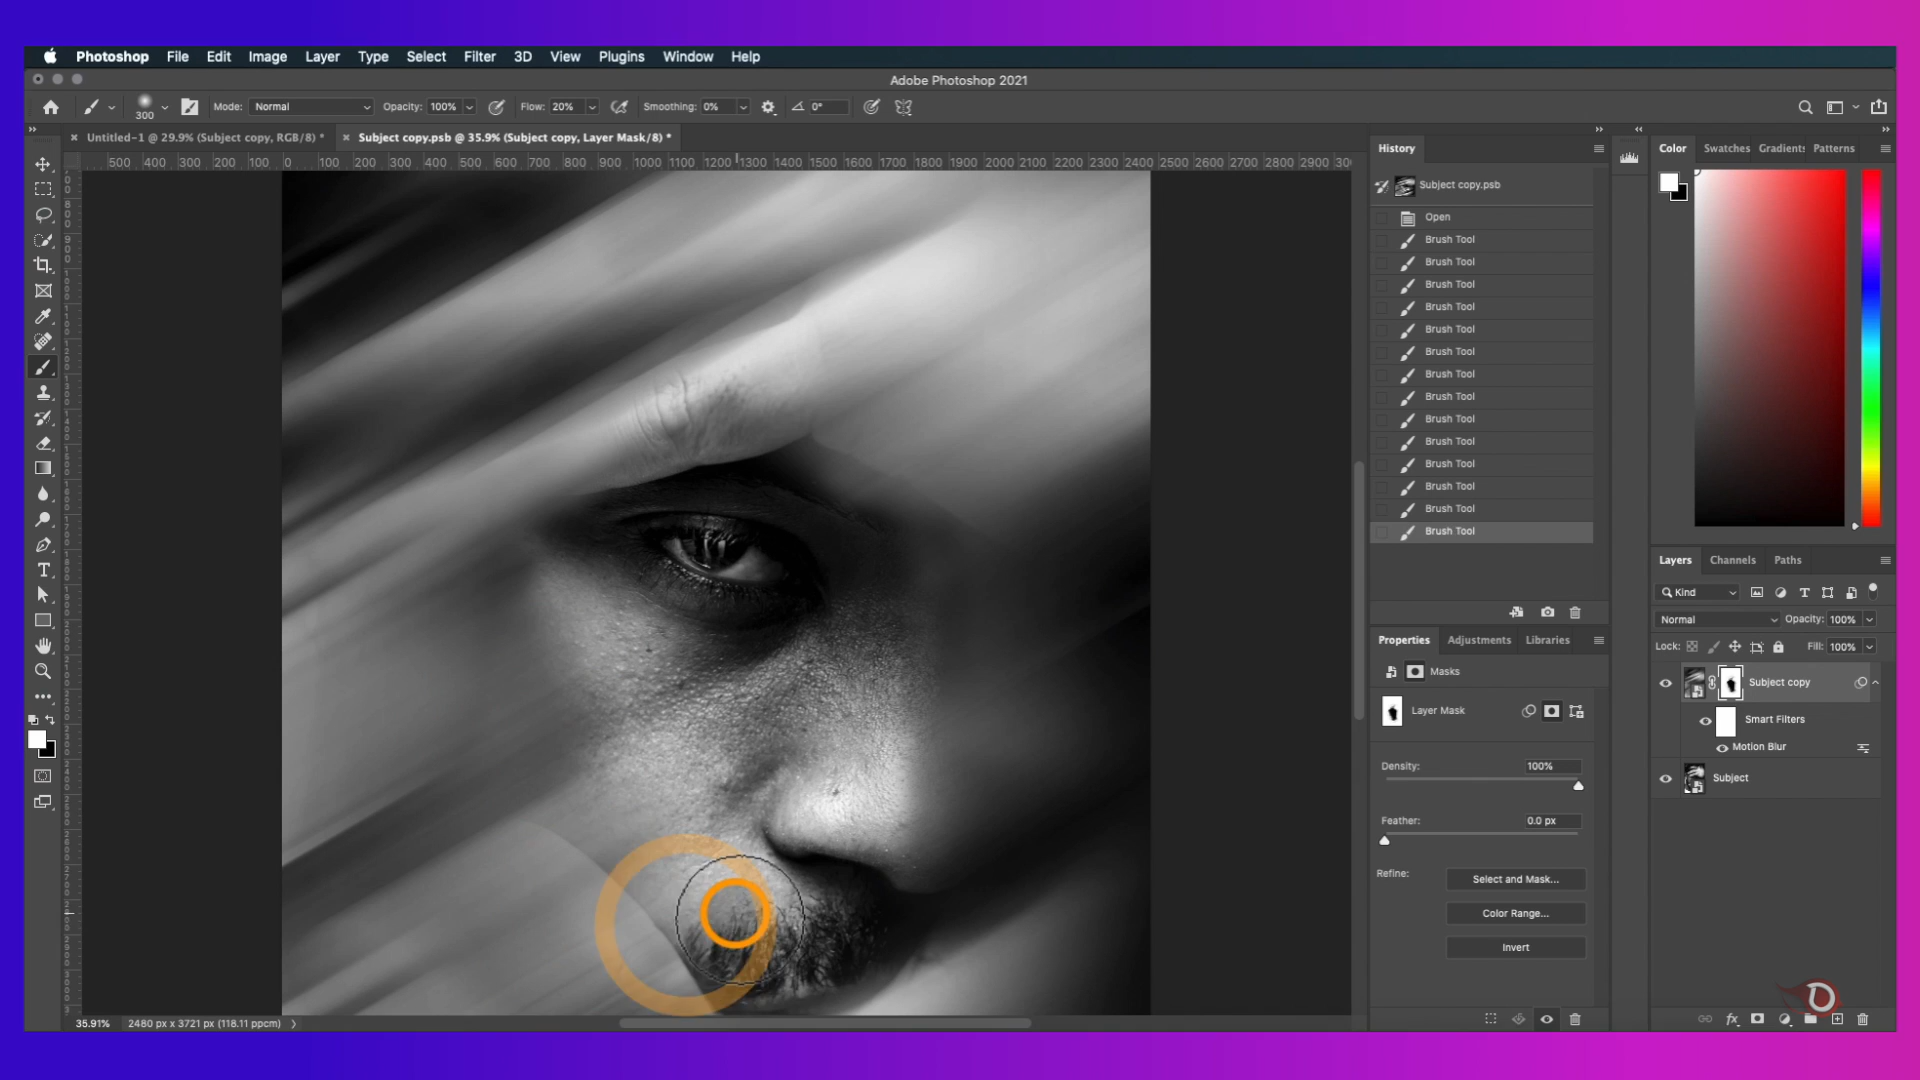 Photoshop File Edit Image Layer Type Select Filter 3D View Plugins Window Help
Adobe Photoshop 2021
300 Mode: Normal Opacity: 100% Flow: 20% Smoothing: 0% 0°
Untitled-1 @ 29.9% (Subject copy, RGB/8) * Subject copy.psb @ 35.9% (Subject copy, Layer Mask/8) *
500 400 300 200 100 0 100 200 300 400 500 600 700 800 900 1000 1100 1200 1300 1400 1500 1600 1700 1800 1900 2000 2100 2200 2300 2400 2500 2600 2700 2800 2900
History
Subject copy.psb
Open
Brush Tool
Brush Tool
Brush Tool
Brush Tool
Brush Tool
Brush Tool
Brush Tool
Brush Tool
Brush Tool
Brush Tool
Brush Tool
Brush Tool
Brush Tool
Brush Tool
Properties Adjustments Libraries
Masks
Layer Mask
Density: 100%
Feather: 0.0 px
Refine: Select and Mask...
Color Range...
Invert
Color Swatches Gradients Patterns
Layers Channels Paths
Kind
Normal Opacity: 100%
Lock: Fill: 100%
Subject copy
Smart Filters
Motion Blur
Subject
35.91% 2480 px x 3721 px (118.11 ppcm)